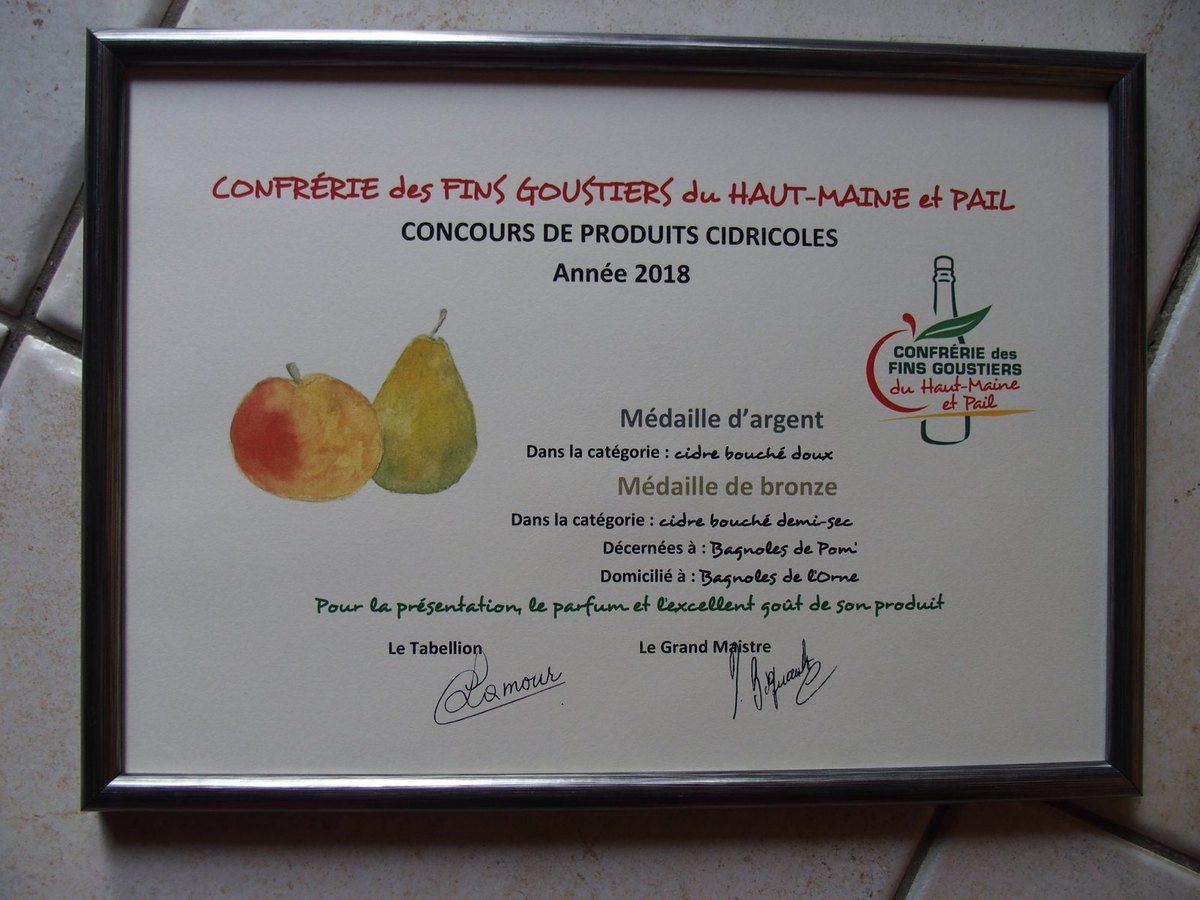 CONFRÉRIE des FINS GOUSTIERS du HAUT-MAINE et PAIL
CONCOURS DE PRODUITS CIDRICOLES
Année 2018
CONFRÉRIE des
FINS GOUSTIERS
du Haut-Maine
et Pail
Médaille d'argent
Dans la catégorie : cidre bouché doux
Médaille de bronze
Dans la catégorie : cidre bouché demi-sec
Décernées à : Bagnoles de Pom'
Domicilié à : Bagnoles de l'Orne
Pour la présentation, le parfum et l'excellent goût de son produit
Le Tabellion Le Grand Maistre
Lamour